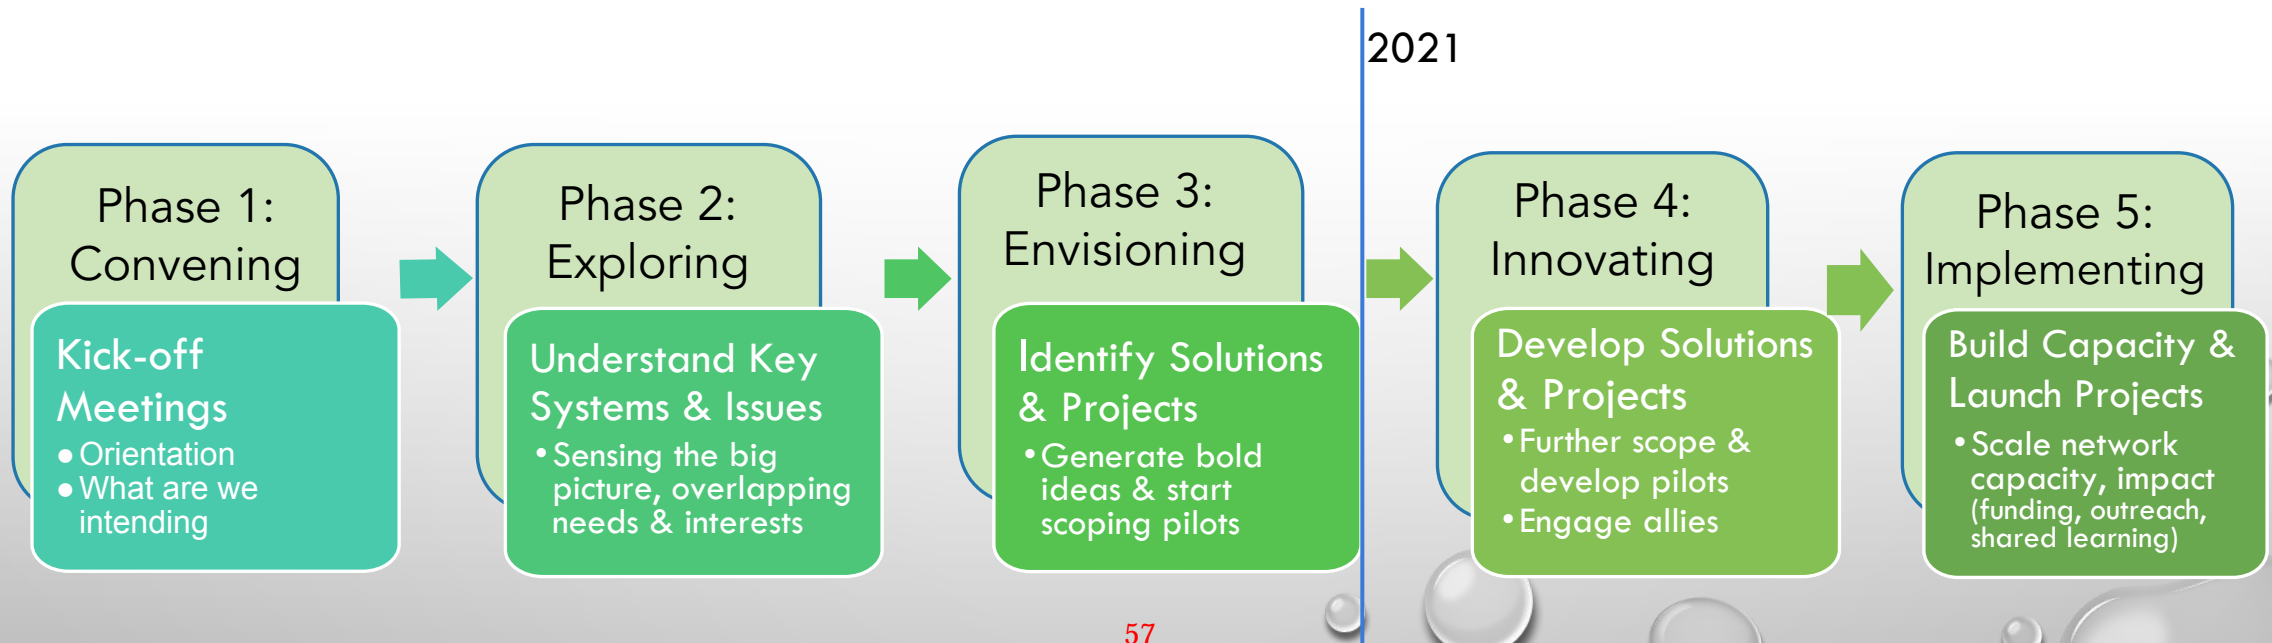 2021
Phase 1:
Convening
Kick-off
Meetings
● Orientation
● What are we
intending
Phase 2:
Exploring
Understand Key
Systems & Issues
• Sensing the big
picture, overlapping
needs & interests
Phase 3:
Envisioning
Identify Solutions
& Projects
• Generate bold
ideas & start
scoping pilots
Phase 4:
Innovating
Develop Solutions
& Projects
• Further scope &
develop pilots
• Engage allies
Phase 5:
Implementing
Build Capacity &
Launch Projects
• Scale network
capacity, impact
(funding, outreach,
shared learning)
57